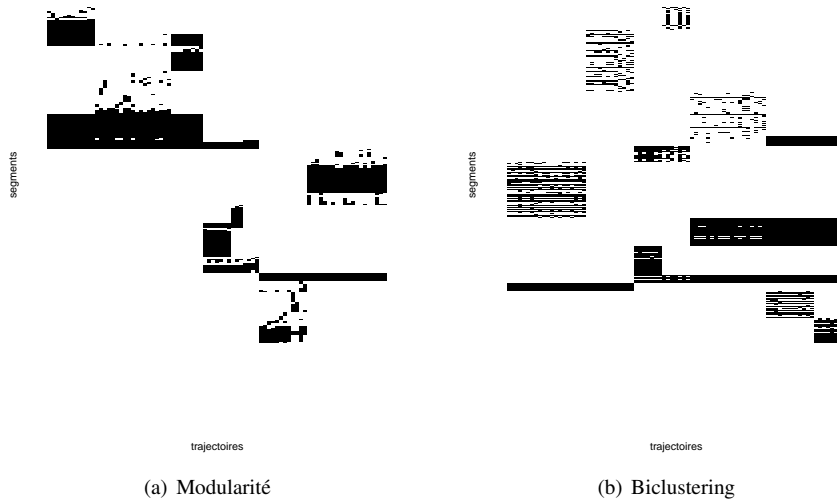 segments
trajectoires
(a) Modularité
segments
trajectoires
(b) Biclustering